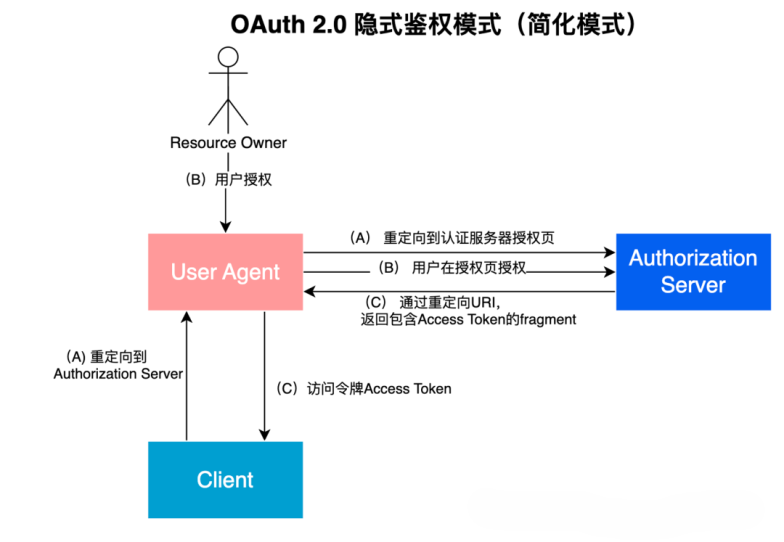 OAuth 2.0 隐式鉴权模式（简化模式）
Resource Owner
（B）用户授权
User Agent
（A） 重定向到认证服务器授权页
（B） 用户在授权页授权
（C） 通过重定向URI，
返回包含Access Token的fragment
Authorization
Server
（A) 重定向到
Authorization Server
（C）访问令牌Access Token
Client